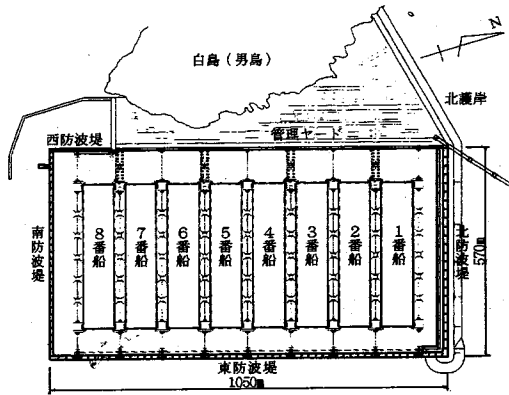 白島（男島）
N
北護岸
管理ヤード
西防波堤
南防波堤
8番船
7番船
6番船
5番船
4番船
3番船
2番船
1番船
北防波堤
570m
東防波堤
1050m